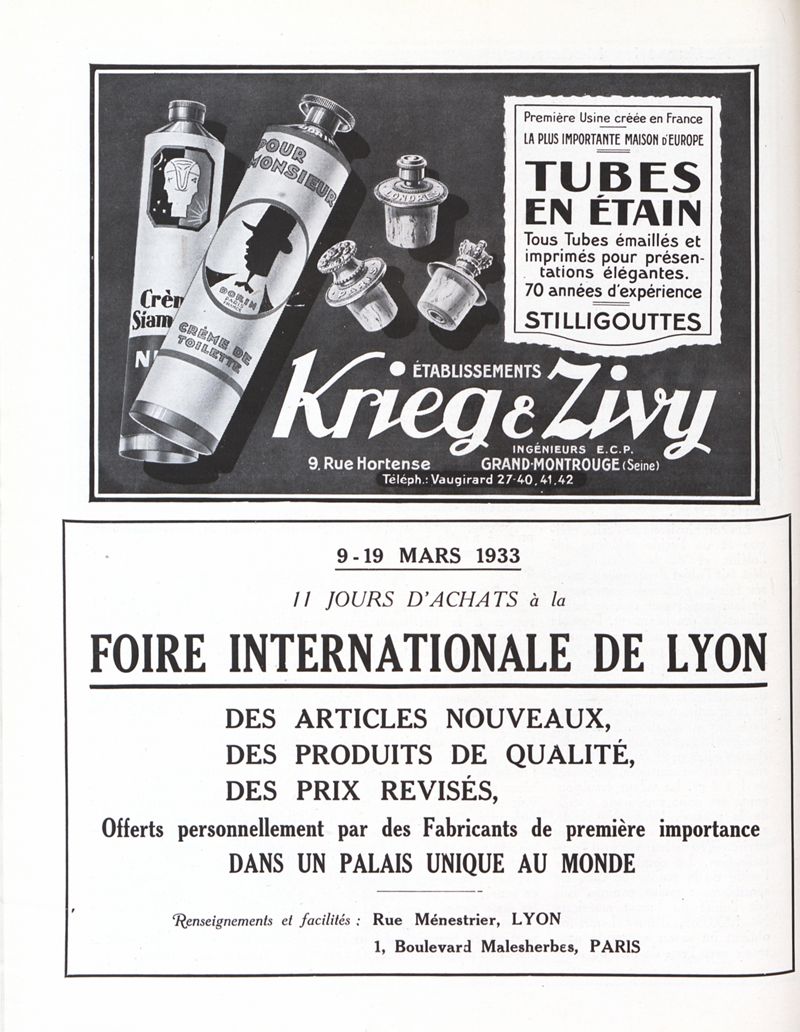 POUR
MONSIEUR
DORIN
PARIS
FRANCE
CRÈME DE
TOILETTE
LONDRES
PARIS
Première Usine créée en France
LA PLUS IMPORTANTE MAISON D'EUROPE
TUBES
EN ÉTAIN
Tous Tubes émaillés et
imprimés pour présen-
tations élégantes.
70 années d'expérience
STILLIGOUTTES
ÉTABLISSEMENTS
Krieg & Zivy
INGÉNIEURS E.C.P.
9, Rue Hortense GRAND-MONTROUGE (Seine)
Téléph.: Vaugirard 27-40, 41, 42
9-19 MARS 1933
11 JOURS D'ACHATS à la
FOIRE INTERNATIONALE DE LYON
DES ARTICLES NOUVEAUX,
DES PRODUITS DE QUALITÉ,
DES PRIX REVISÉS,
Offerts personnellement par des Fabricants de première importance
DANS UN PALAIS UNIQUE AU MONDE
Renseignements et facilités : Rue Ménestrier, LYON
1, Boulevard Malesherbes, PARIS